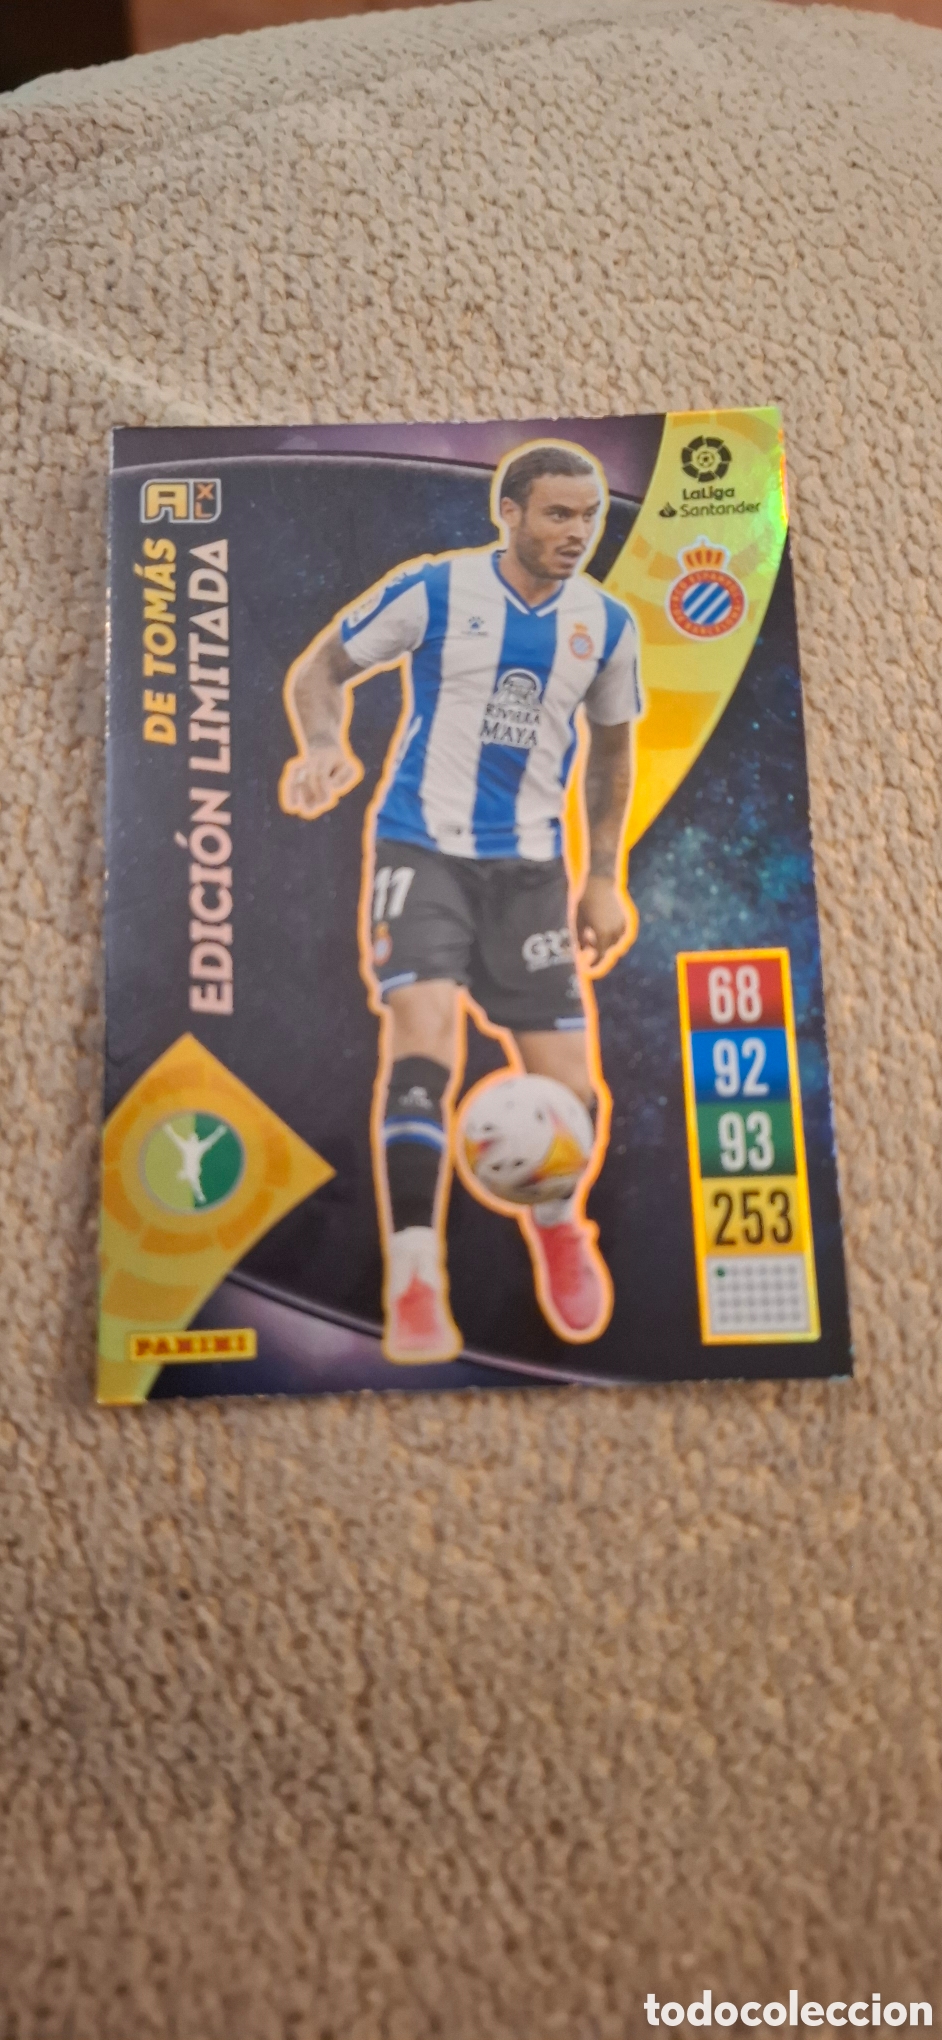 A XL
DE TOMÁS
EDICIÓN LIMITADA
LaLiga
Santander
RIVIERA
MAYA
11
68
92
93
253
PANINI
todocoleccion